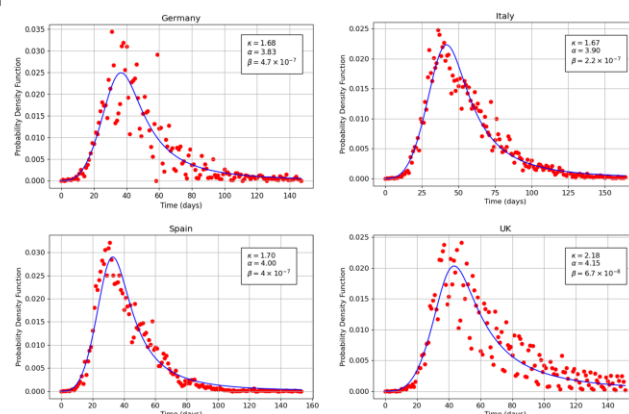 Germany
Probability Density Function
0.035
0.030
0.025
0.020
0.015
0.010
0.005
0.000
κ = 1.68
α = 3.83
β = 4.7 × 10⁻⁷
0 20 40 60 80 100 120 140
Time (days)
Italy
Probability Density Function
0.025
0.020
0.015
0.010
0.005
0.000
κ = 1.67
α = 3.90
β = 2.2 × 10⁻⁷
0 25 50 75 100 125 150
Time (days)
Spain
Probability Density Function
0.030
0.025
0.020
0.015
0.010
0.005
0.000
κ = 1.70
α = 4.00
β = 4 × 10⁻⁷
0 20 40 60 80 100 120 140 160
Time (days)
UK
Probability Density Function
0.025
0.020
0.015
0.010
0.005
0.000
κ = 2.18
α = 4.15
β = 6.7 × 10⁻⁸
0 20 40 60 80 100 120 140
Time (days)